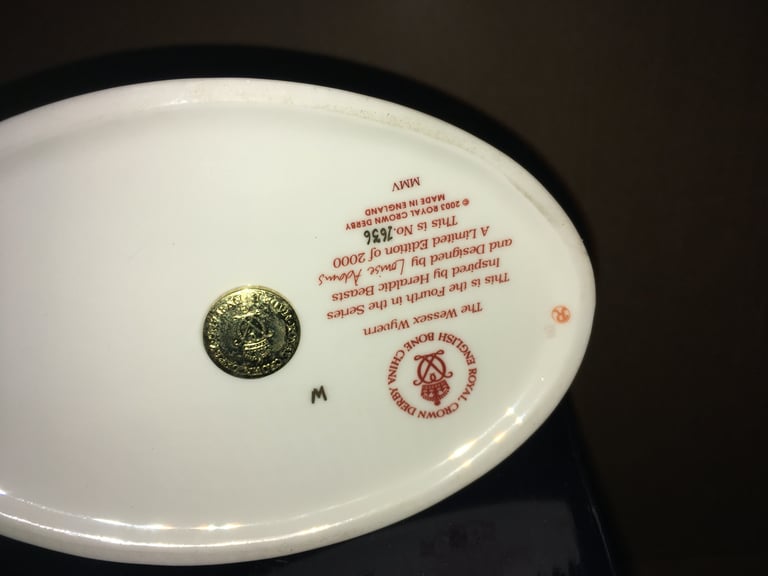 ROYAL CROWN DERBY
ENGLISH BONE CHINA
The Wessex Wyvern
This is the Fourth in the Series
Inspired by Heraldic Beasts
and Designed by Louise Adams
A Limited Edition of 2000
This is No. 1636
© 2003 ROYAL CROWN DERBY
MADE IN ENGLAND
MMV
W